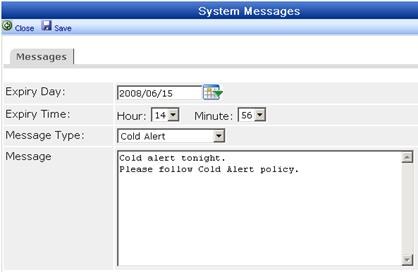 System Messages
Close Save
Messages
Expiry Day: 2008/06/15
Expiry Time: Hour: 14 Minute: 56
Message Type: Cold Alert
Message
Cold alert tonight.
Please follow Cold Alert policy.